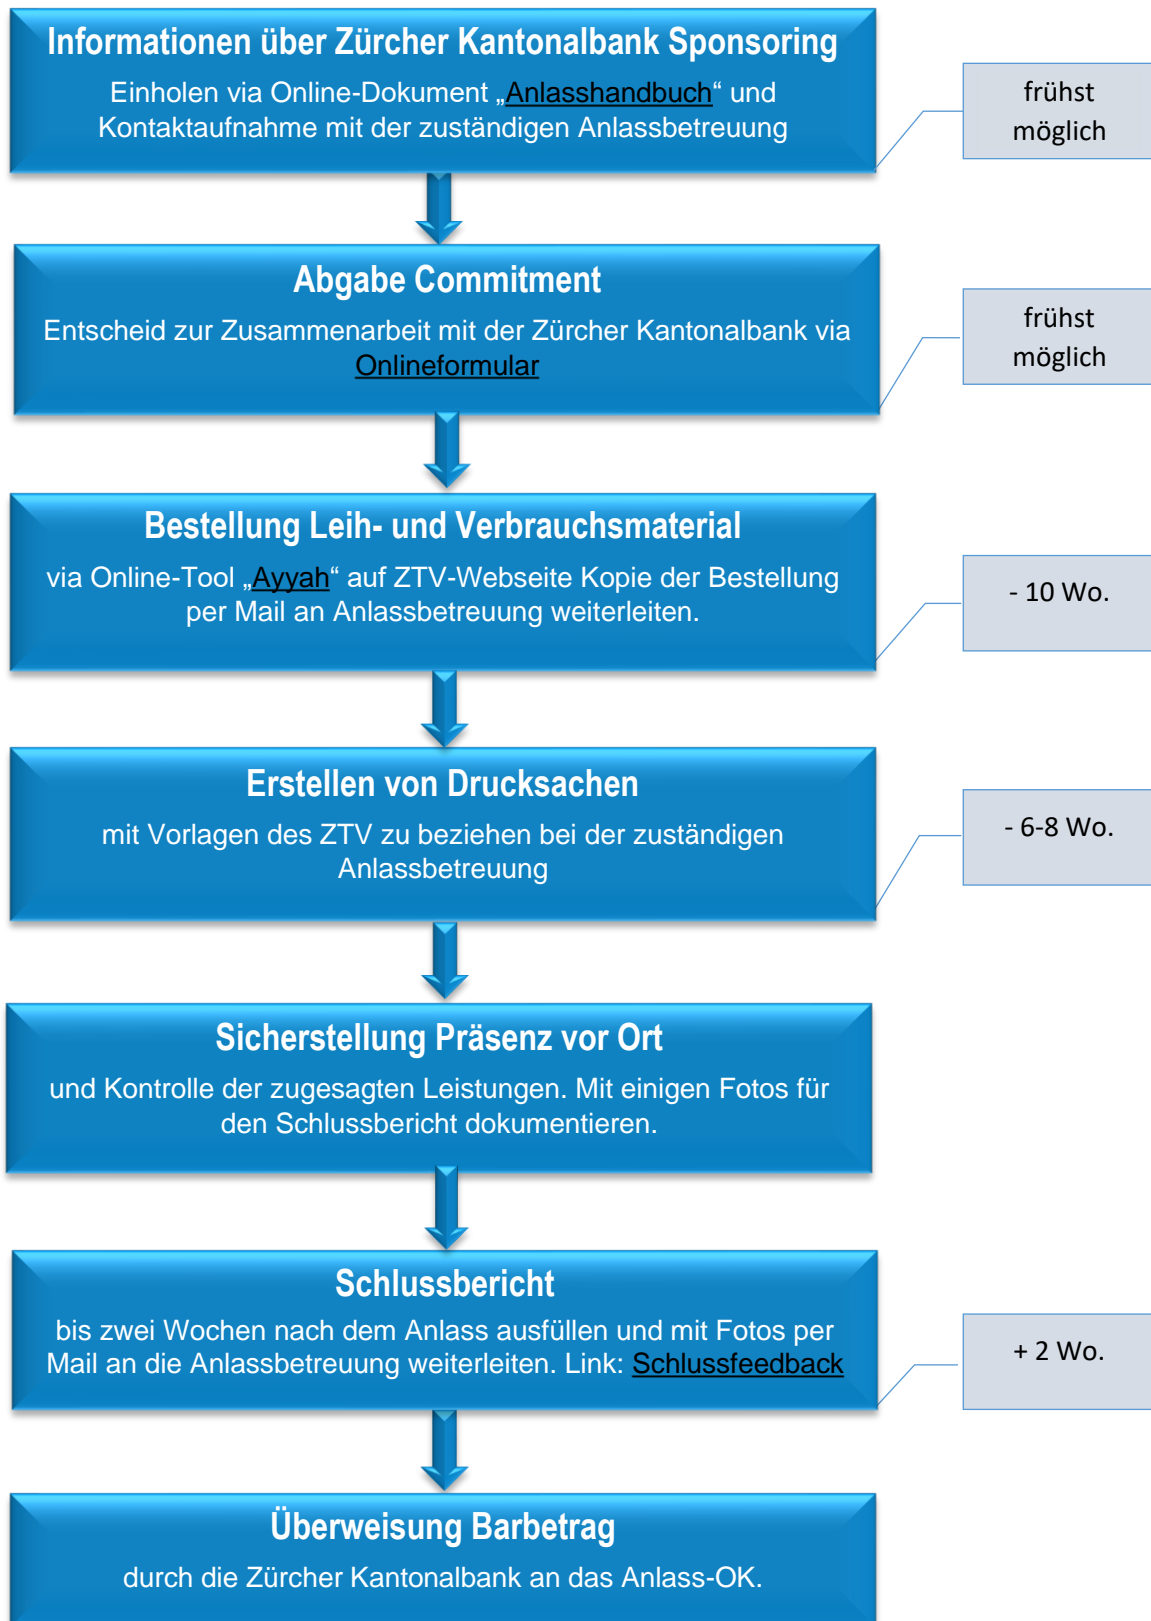 Informationen über Zürcher Kantonalbank Sponsoring
Einholen via Online-Dokument „Anlasshandbuch“ und
Kontaktaufnahme mit der zuständigen Anlassbetreuung
frühst
möglich
Abgabe Commitment
Entscheid zur Zusammenarbeit mit der Zürcher Kantonalbank via
Onlineformular
frühst
möglich
Bestellung Leih- und Verbrauchsmaterial
via Online-Tool „Ayyah“ auf ZTV-Webseite Kopie der Bestellung
per Mail an Anlassbetreuung weiterleiten.
- 10 Wo.
Erstellen von Drucksachen
mit Vorlagen des ZTV zu beziehen bei der zuständigen
Anlassbetreuung
- 6-8 Wo.
Sicherstellung Präsenz vor Ort
und Kontrolle der zugesagten Leistungen. Mit einigen Fotos für
den Schlussbericht dokumentieren.
Schlussbericht
bis zwei Wochen nach dem Anlass ausfüllen und mit Fotos per
Mail an die Anlassbetreuung weiterleiten. Link: Schlussfeedback
+ 2 Wo.
Überweisung Barbetrag
durch die Zürcher Kantonalbank an das Anlass-OK.